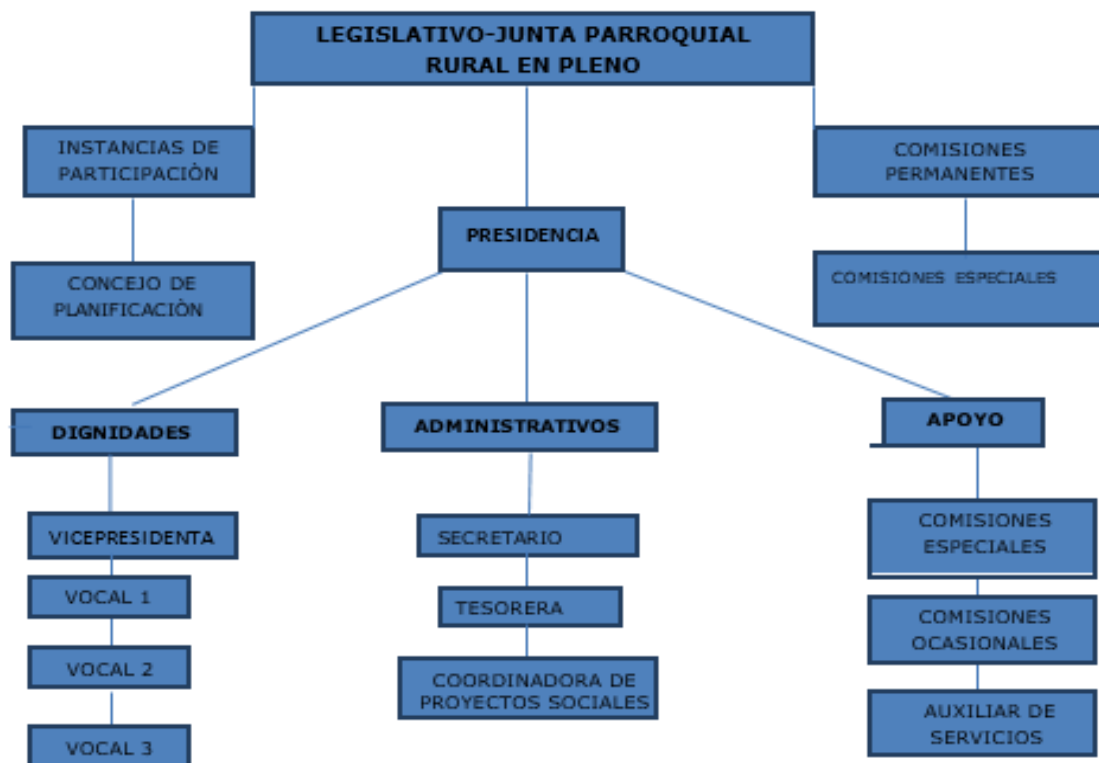 LEGISLATIVO-JUNTA PARROQUIAL
RURAL EN PLENO
INSTANCIAS DE
PARTICIPACIÒN
COMISIONES
PERMANENTES
PRESIDENCIA
CONCEJO DE
PLANIFICACIÒN
COMISIONES ESPECIALES
DIGNIDADES
ADMINISTRATIVOS
APOYO
VICEPRESIDENTA
VOCAL 1
VOCAL 2
VOCAL 3
SECRETARIO
TESORERA
COORDINADORA DE
PROYECTOS SOCIALES
COMISIONES
ESPECIALES
COMISIONES
OCASIONALES
AUXILIAR DE
SERVICIOS